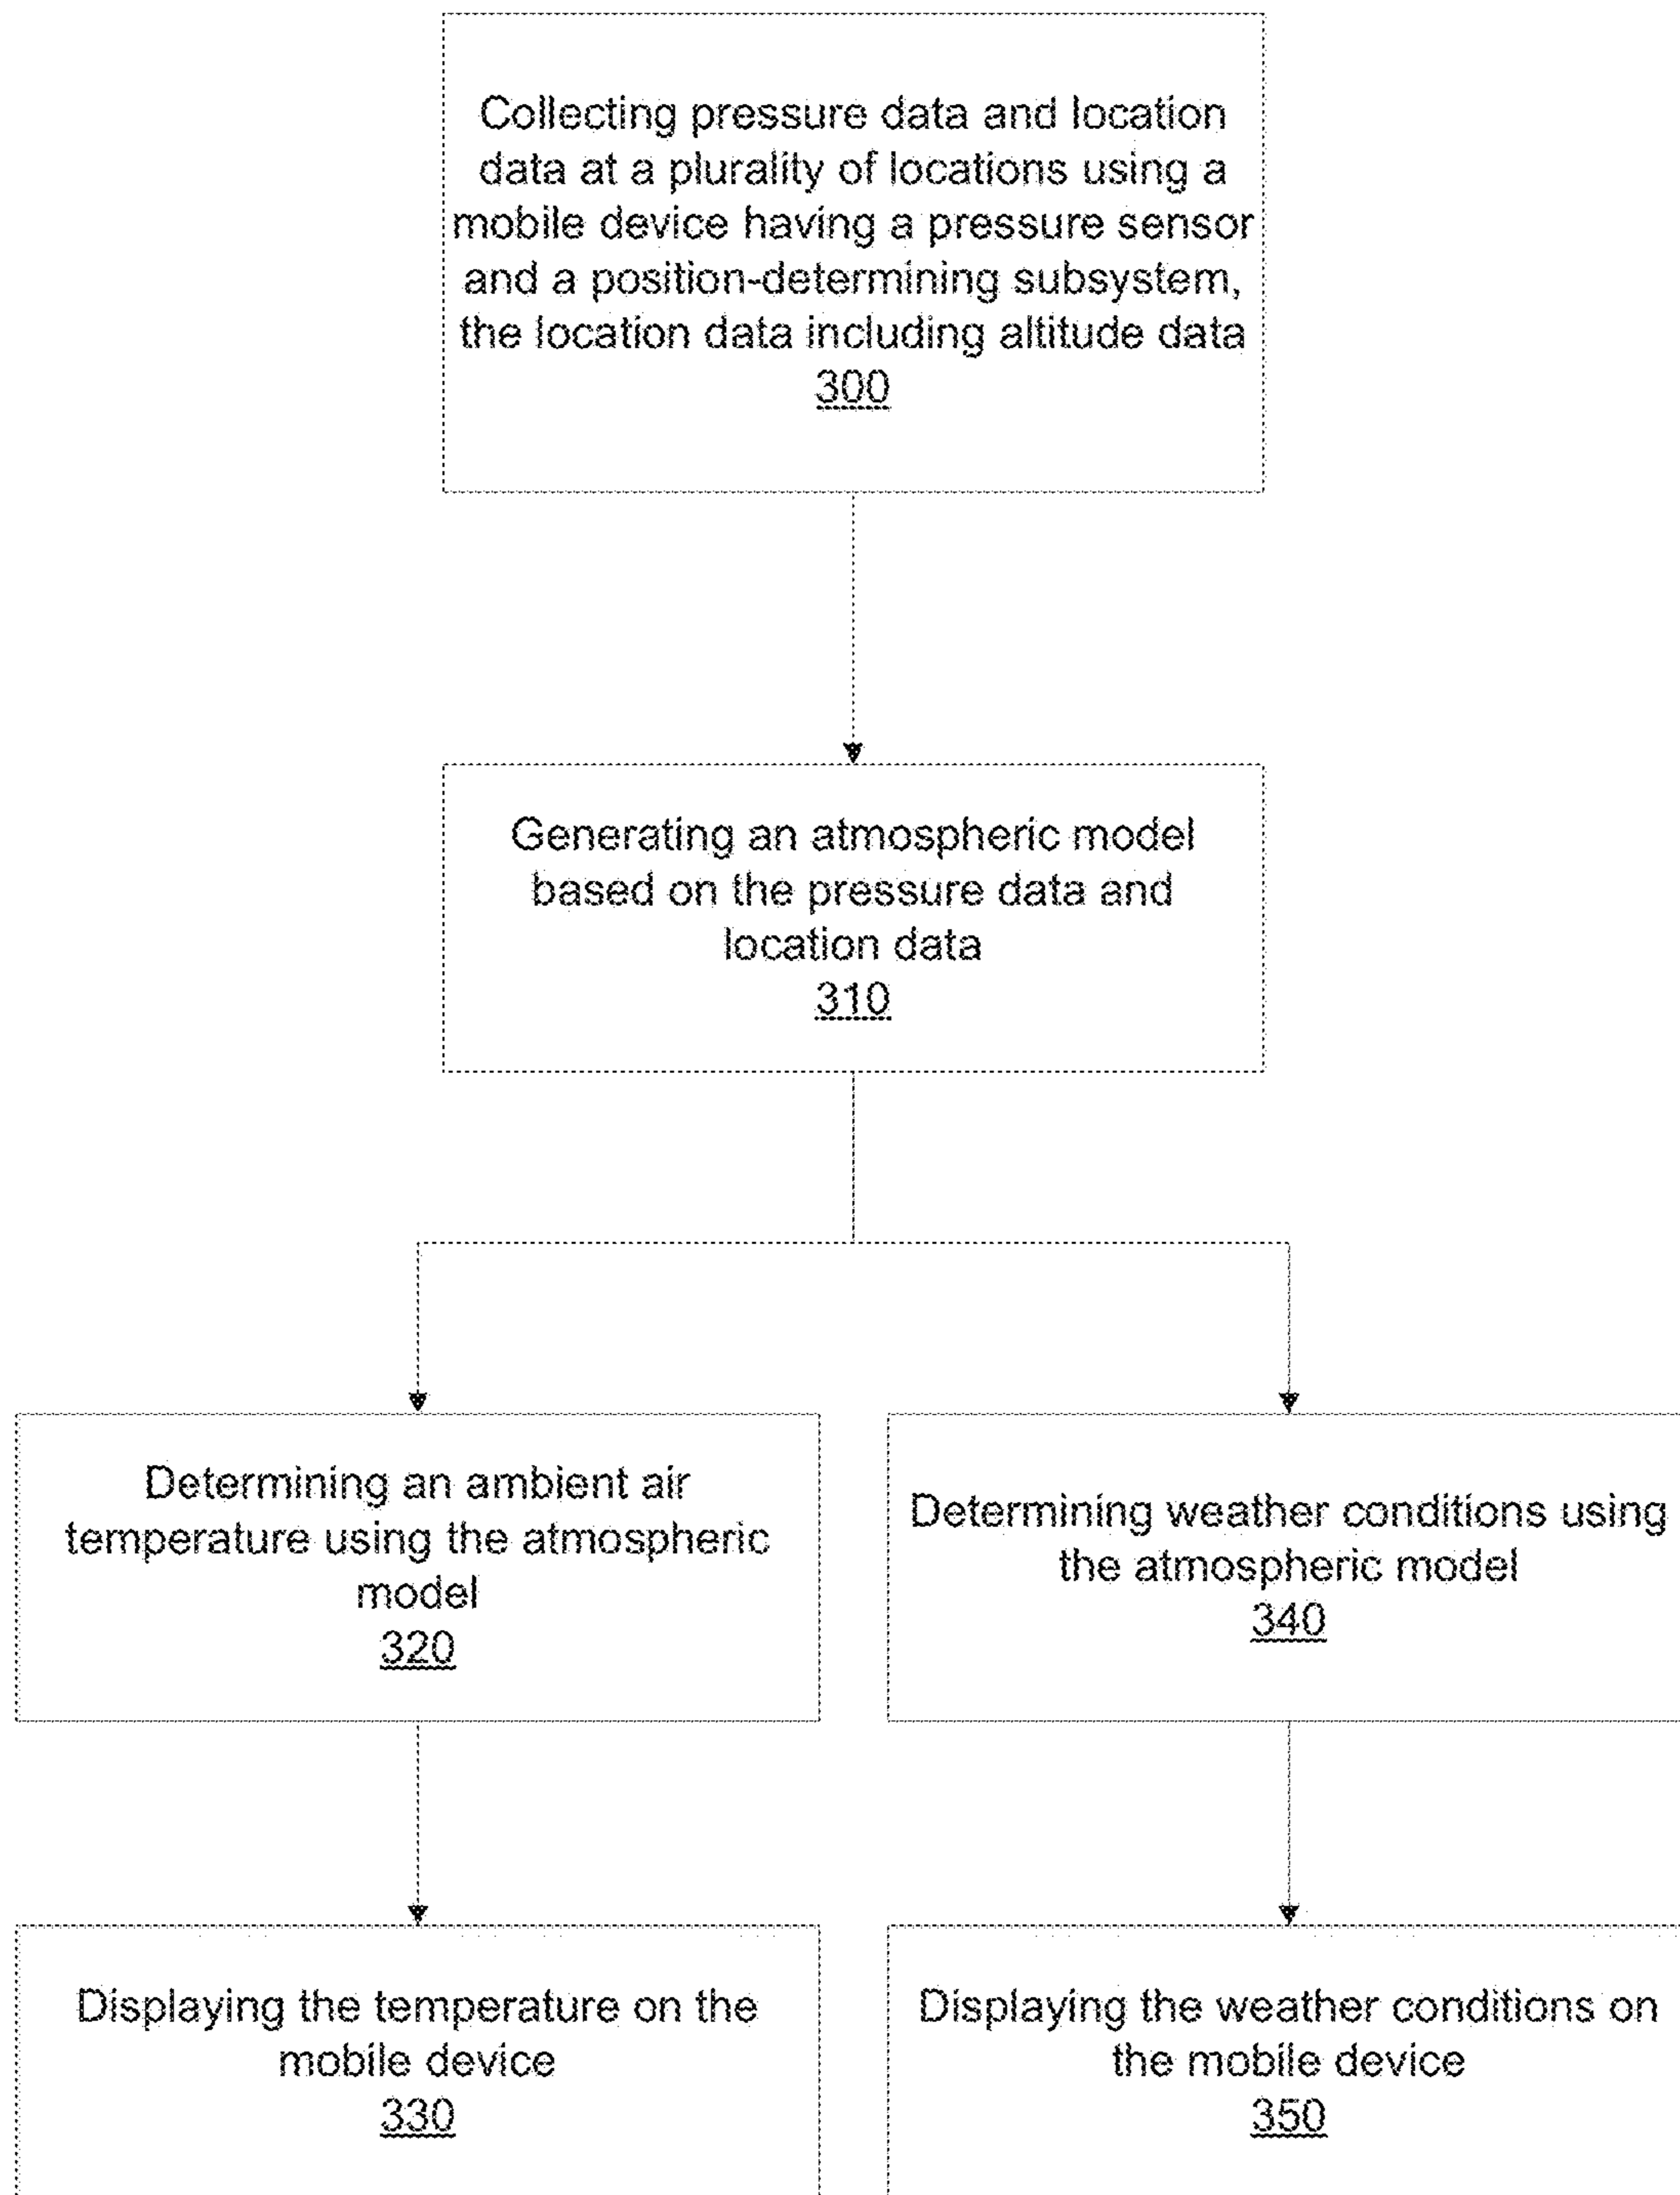 Collecting pressure data and location
data at a plurality of locations using a
mobile device having a pressure sensor
and a position-determining subsystem,
the location data including altitude data
300
Generating an atmospheric model
based on the pressure data and
location data
310
Determining an ambient air
temperature using the atmospheric
model
320
Determining weather conditions using
the atmospheric model
340
Displaying the temperature on the
mobile device
330
Displaying the weather conditions on
the mobile device
350